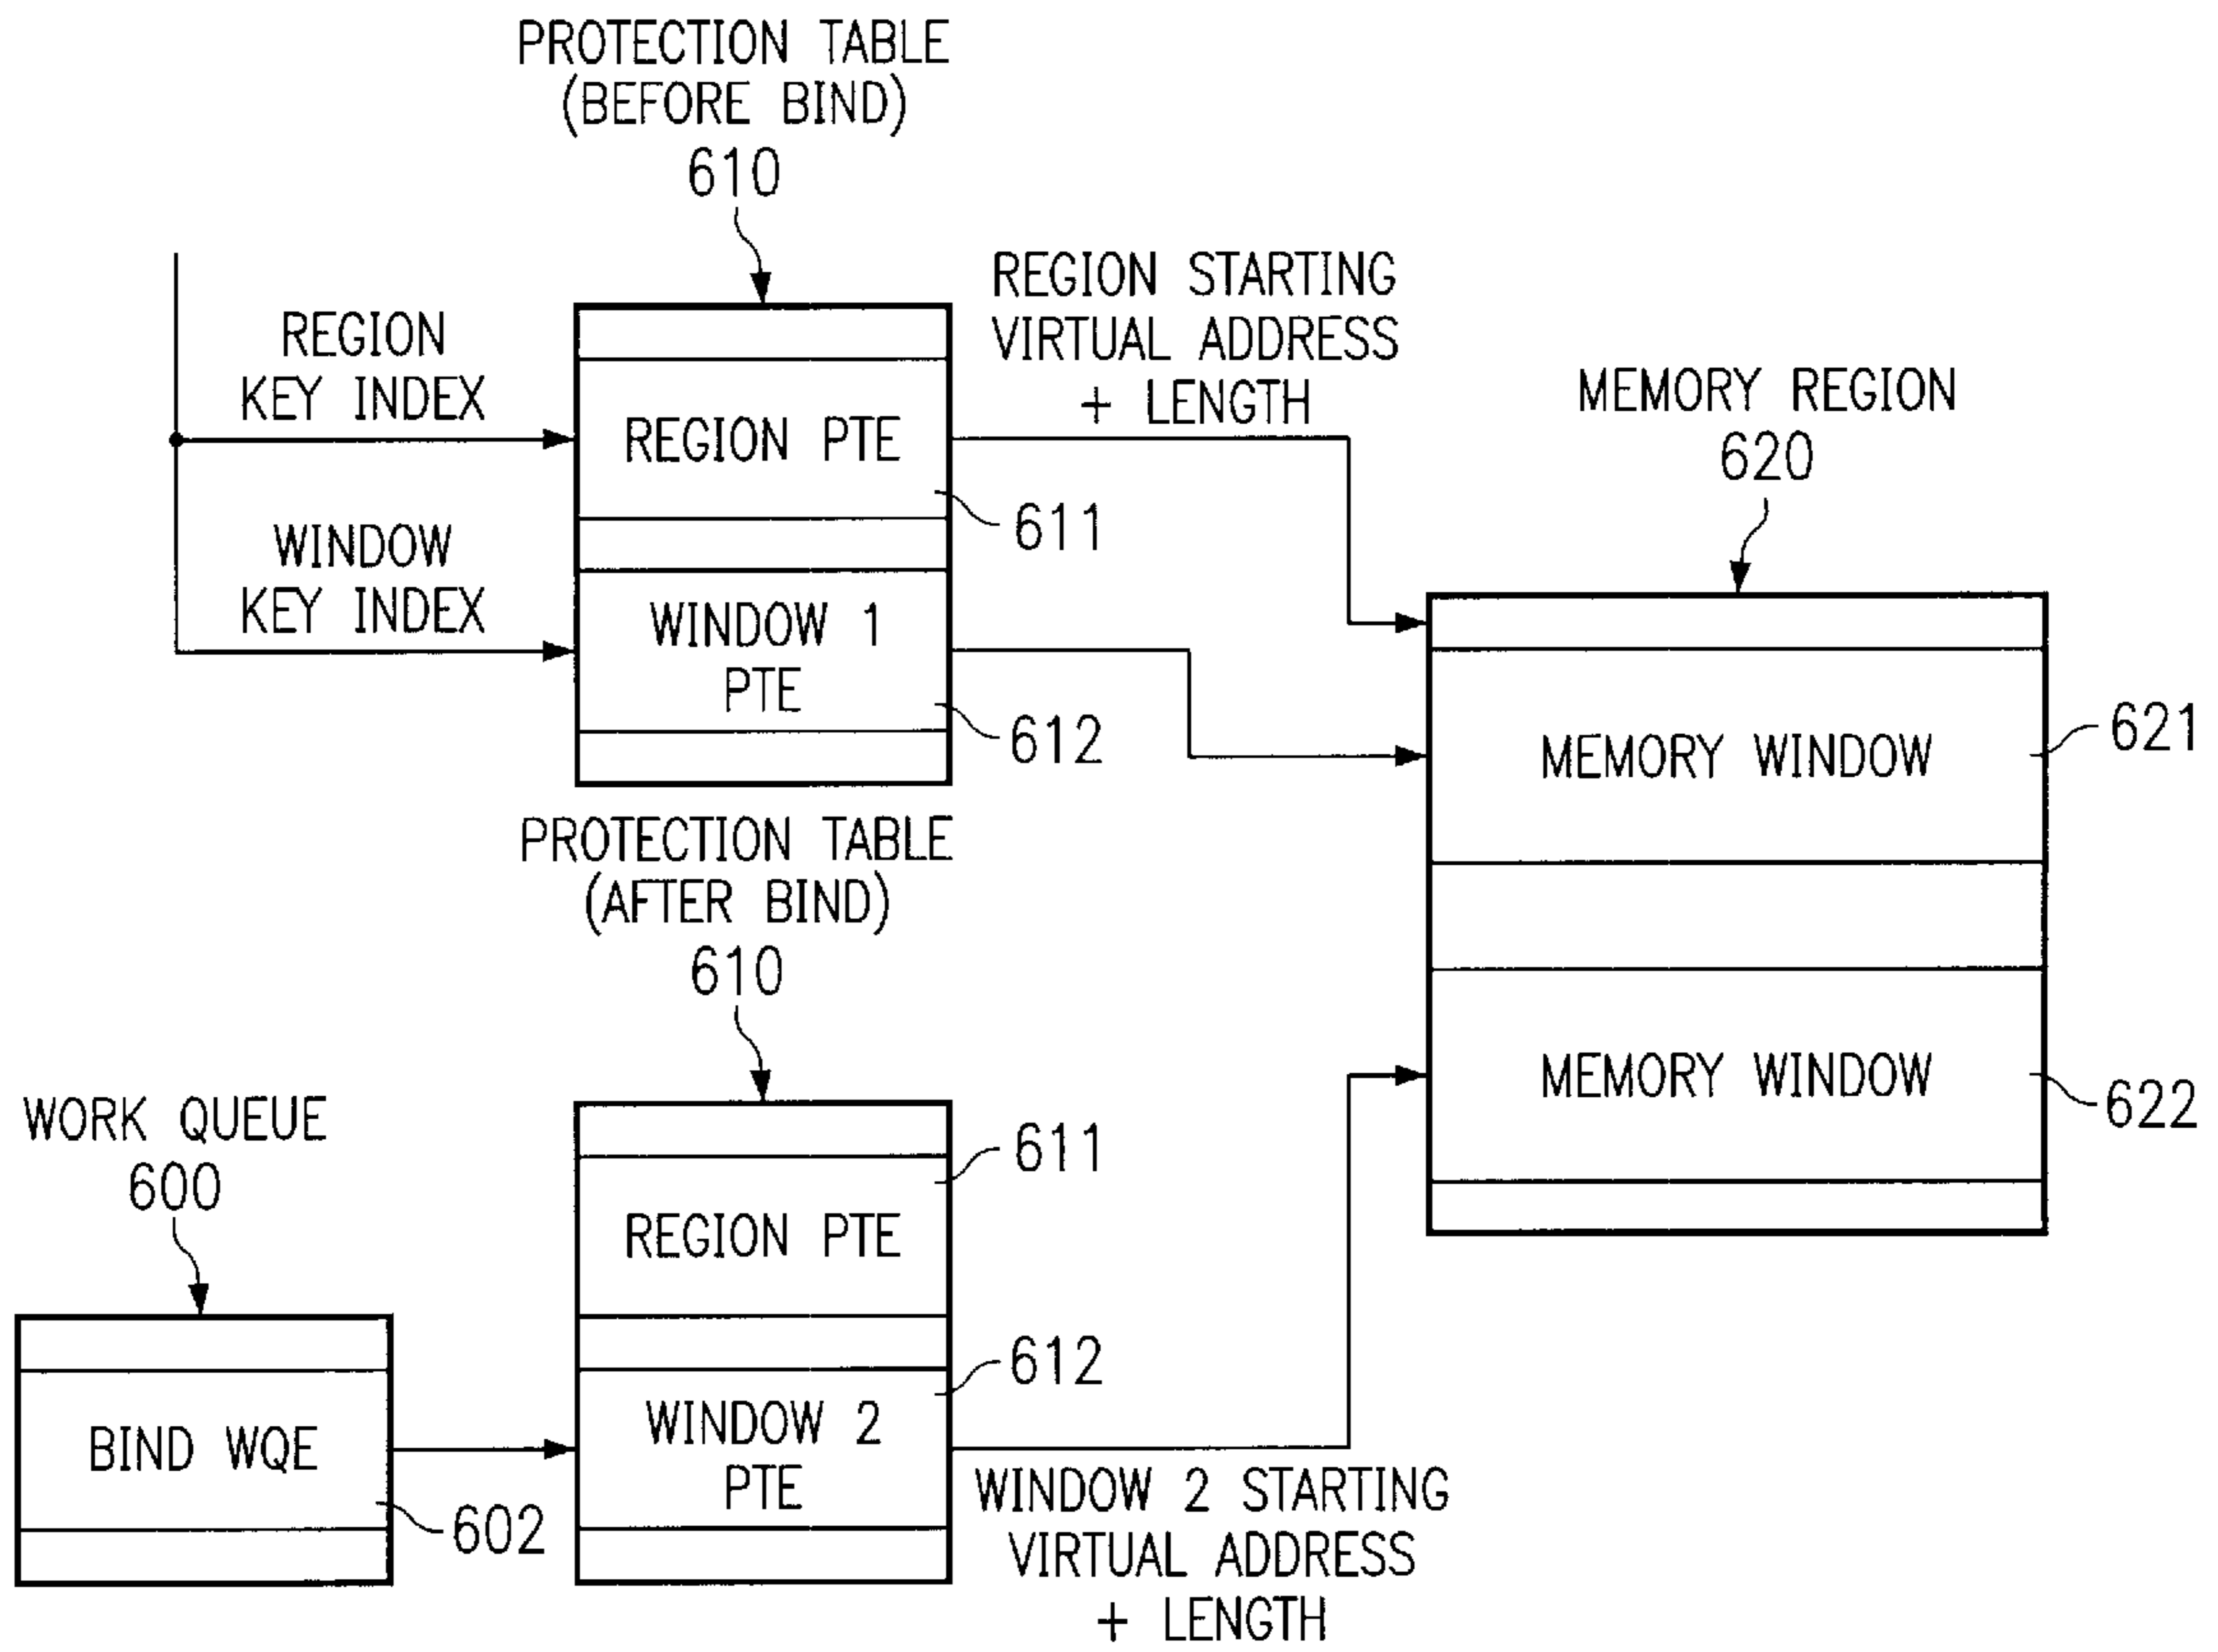 PROTECTION TABLE
(BEFORE BIND)
610
REGION STARTING
VIRTUAL ADDRESS
+ LENGTH
REGION
KEY INDEX
REGION PTE
611
WINDOW
KEY INDEX
WINDOW 1
PTE
612
MEMORY REGION
620
MEMORY WINDOW
621
MEMORY WINDOW
622
PROTECTION TABLE
(AFTER BIND)
610
611
REGION PTE
612
WINDOW 2
PTE
WORK QUEUE
600
BIND WQE
602
WINDOW 2 STARTING
VIRTUAL ADDRESS
+ LENGTH